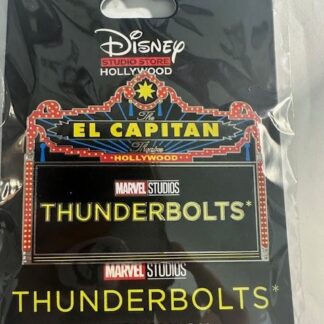 Disney
STUDIO STORE
HOLLYWOOD
The
EL CAPITAN
Theatre
HOLLYWOOD
MARVEL STUDIOS
THUNDERBOLTS*
MARVEL STUDIOS
THUNDERBOLTS*